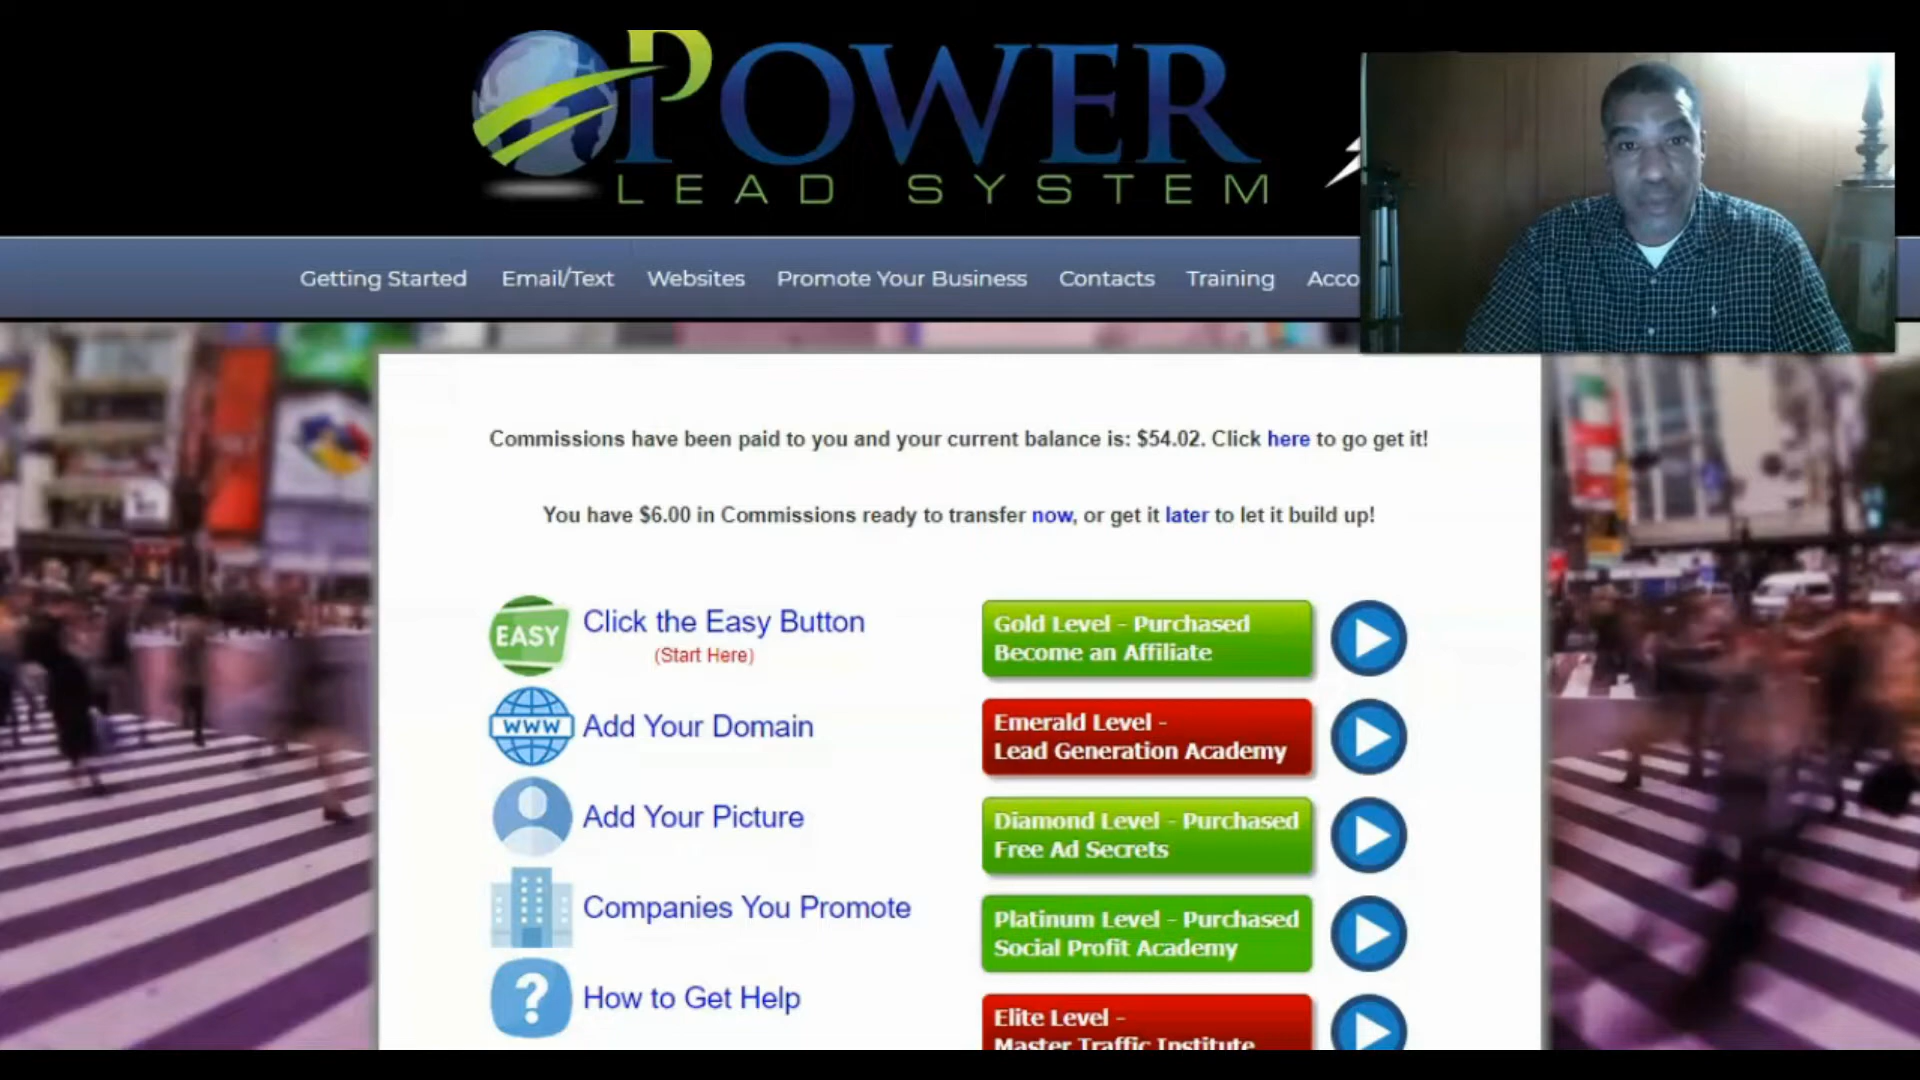 POWER
LEAD SYSTEM
Getting Started Email/Text Websites Promote Your Business Contacts Training Acco
Commissions have been paid to you and your current balance is: $54.02. Click here to go get it!
You have $6.00 in Commissions ready to transfer now, or get it later to let it build up!
EASY
Click the Easy Button
(Start Here)
WWW
Add Your Domain
Add Your Picture
Companies You Promote
?
How to Get Help
Gold Level - Purchased
Become an Affiliate
Emerald Level -
Lead Generation Academy
Diamond Level - Purchased
Free Ad Secrets
Platinum Level - Purchased
Social Profit Academy
Elite Level -
Master Traffic Institute